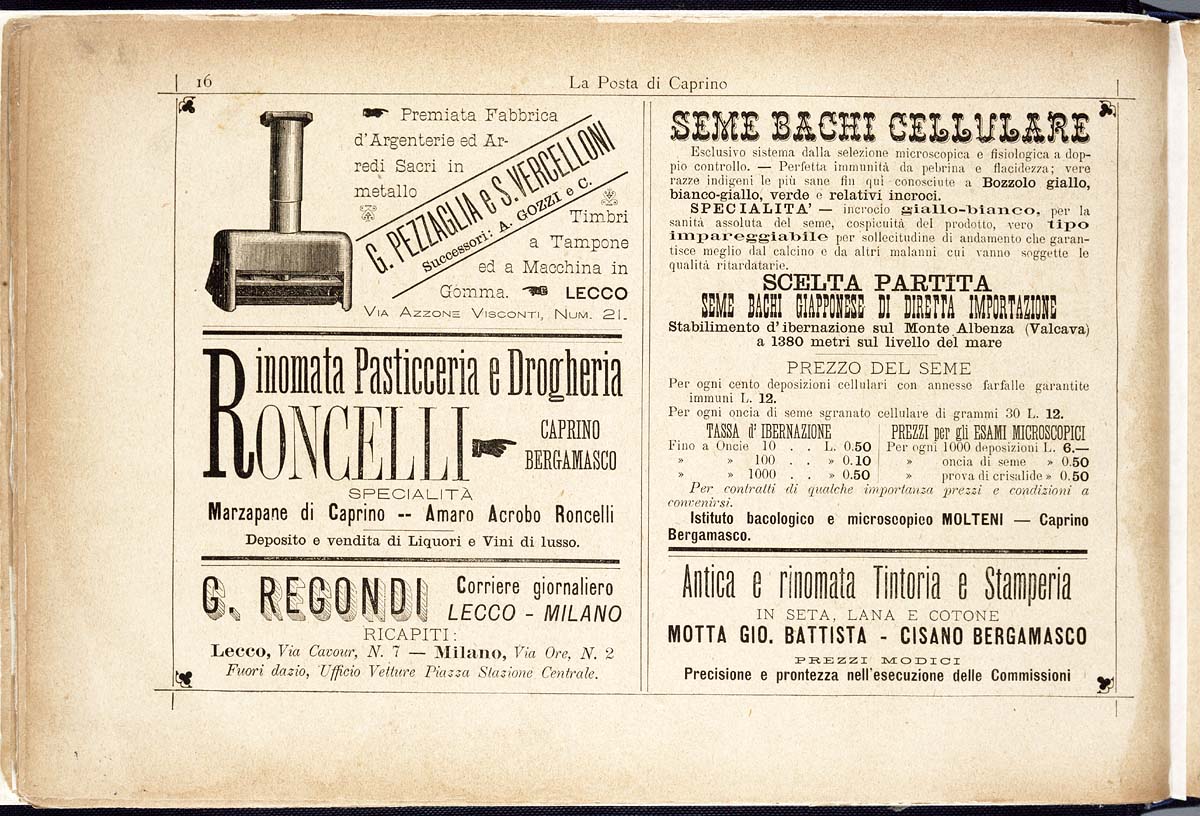 16
La Posta di Caprino
Premiata Fabbrica
d'Argenterie ed Ar-
redi Sacri in
metallo
G. PEZZAGLIA e S. VERCELLONI
Successori: A. GOZZI e C.
Timbri
a Tampone
ed a Macchina in
Gomma. LECCO
VIA AZZONE VISCONTI, NUM. 21.
Rinomata Pasticceria e Drogheria
RONCELLI
CAPRINO
BERGAMASCO
SPECIALITÀ
Marzapane di Caprino -- Amaro Acrobo Roncelli
Deposito e vendita di Liquori e Vini di lusso.
G. REGONDI
Corriere giornaliero
LECCO - MILANO
RICAPITI:
Lecco, Via Cavour, N. 7 — Milano, Via Ore, N. 2
Fuori dazio, Ufficio Vetture Piazza Stazione Centrale.
SEME BACHI CELLULARE
Esclusivo sistema dalla selezione microscopica e fisiologica a dop-
pio controllo. — Perfetta immunità da pebrina e flacidezza; vere
razze indigeni le più sane fin qui conosciute a Bozzolo giallo,
bianco-giallo, verde e relativi incroci.
SPECIALITA' — incrocio giallo-bianco, per la
sanità assoluta del seme, cospicuità del prodotto, vero tipo
impareggiabile per sollecitudine di andamento che garan-
tisce meglio dal calcino e da altri malanni cui vanno soggette le
qualità ritardatarie.
SCELTA PARTITA
SEME BACHI GIAPPONESE DI DIRETTA IMPORTAZIONE
Stabilimento d'ibernazione sul Monte Albenza (Valcava)
a 1380 metri sul livello del mare
PREZZO DEL SEME
Per ogni cento deposizioni cellulari con annesse farfalle garantite
immuni L. 12.
Per ogni oncia di seme sgranato cellulare di grammi 30 L. 12.
TASSA d' IBERNAZIONE
Fino a Oncie 10 . . L. 0.50
» » 100 . . » 0.10
» » 1000 . . » 0.50
PREZZI per gli ESAMI MICROSCOPICI
Per ogni 1000 deposizioni L. 6.—
» oncia di seme » 0.50
» prova di crisalide » 0.50
Per contratti di qualche importanza prezzi e condizioni a
convenirsi.
Istituto bacologico e microscopico MOLTENI — Caprino
Bergamasco.
Antica e rinomata Tintoria e Stamperia
IN SETA, LANA E COTONE
MOTTA GIO. BATTISTA - CISANO BERGAMASCO
PREZZI MODICI
Precisione e prontezza nell'esecuzione delle Commissioni